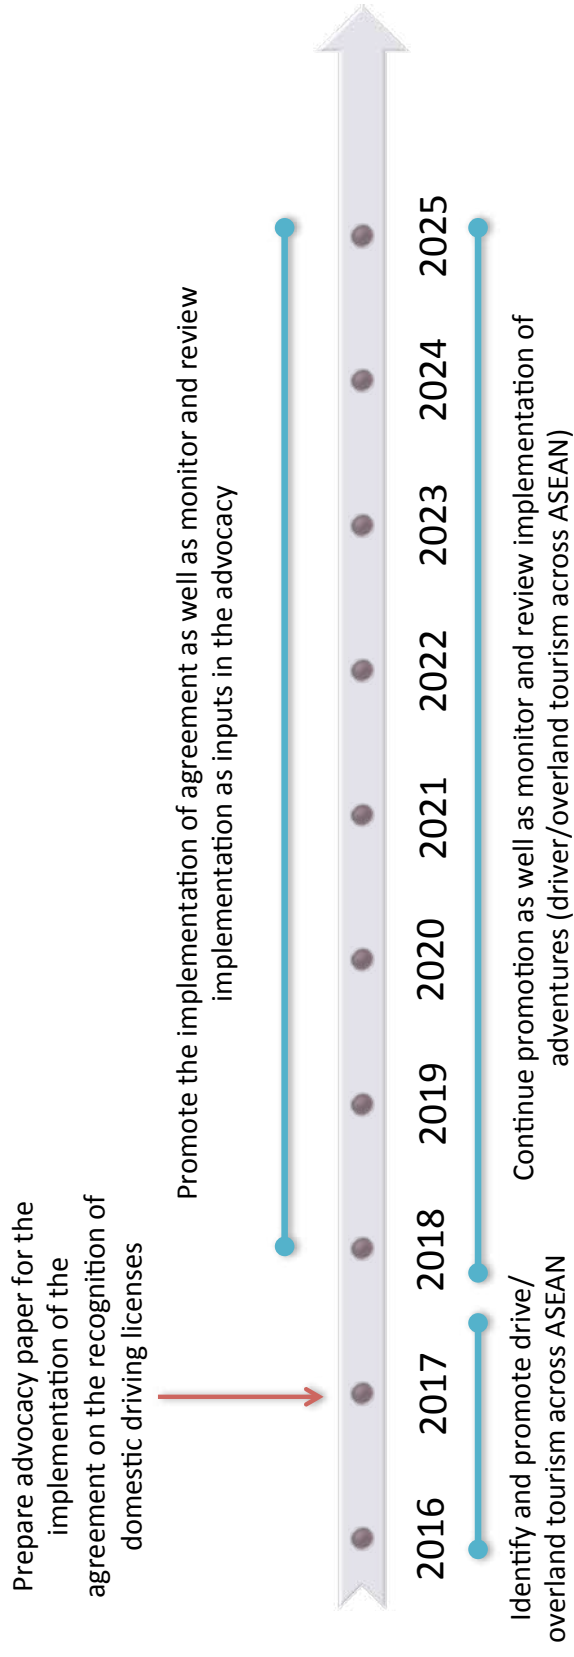 Prepare advocacy paper for the
implementation of the
agreement on the recognition of
domestic driving licenses
Promote the implementation of agreement as well as monitor and review
implementation as inputs in the advocacy
2016 2017 2018 2019 2020 2021 2022 2023 2024 2025
Identify and promote drive/
overland tourism across ASEAN
Continue promotion as well as monitor and review implementation of
adventures (driver/overland tourism across ASEAN)